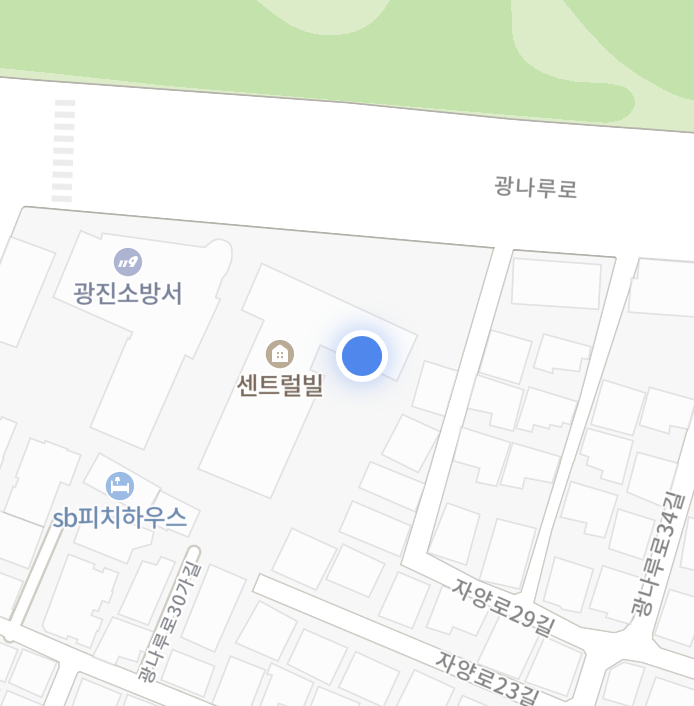 광나루로
119
광진소방서
센트럴빌
sb피치하우스
광나루로34길
광나루로30가길
자양로29길
자양로23길